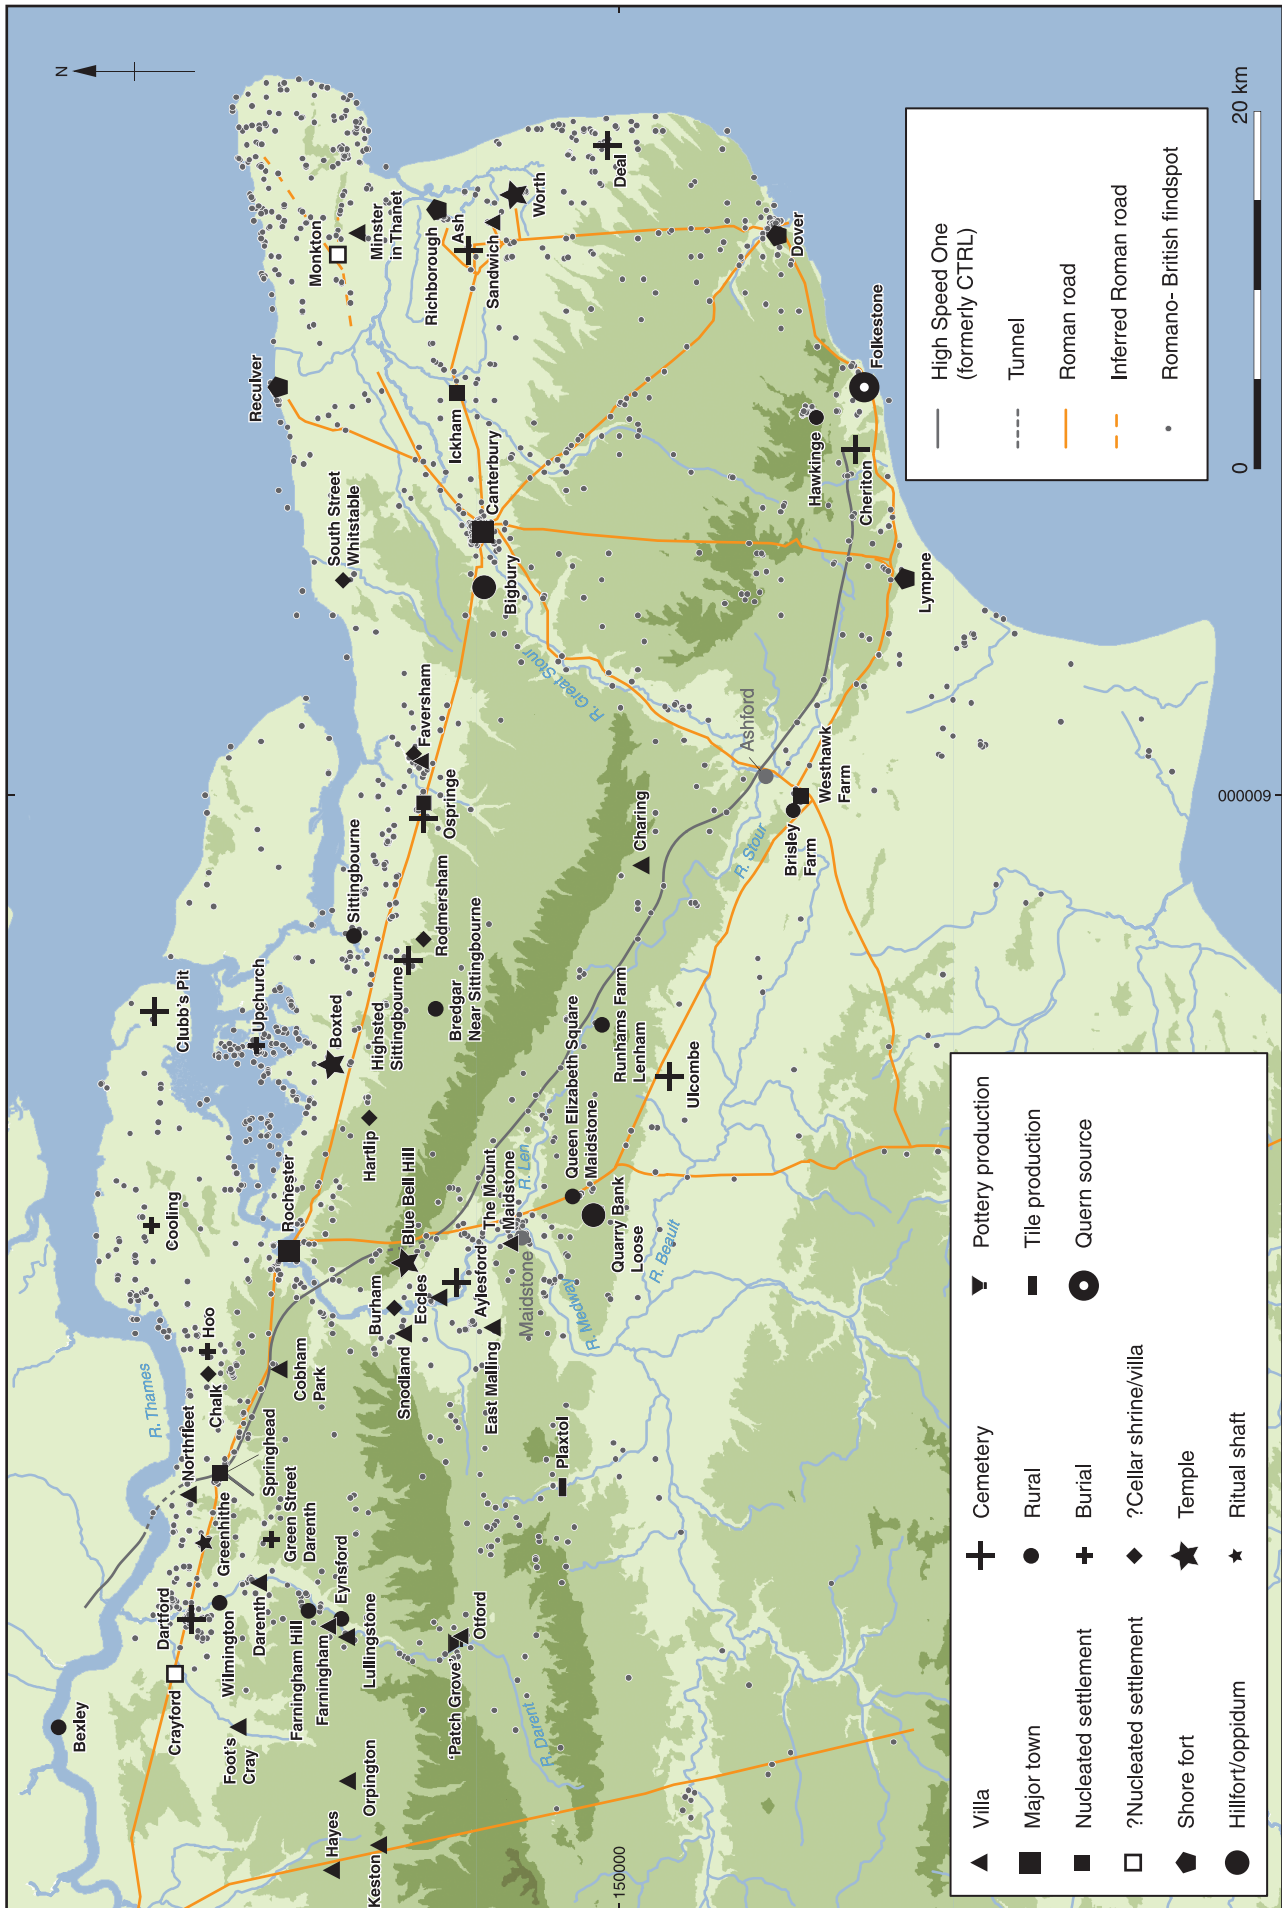 N
Bexley
Crayford
Dartford
Wilmington
Foot's
Cray
Darenth
Greenhithe
Northfleet
R. Thames
Springhead
Green Street
Darenth
Chalk
Hoo
Cooling
Clubb's Pit
Cobham
Park
Rochester
Upchurch
Boxted
Sittingbourne
Hartlip
Highsted
Sittingbourne
Bredgar
Near Sittingbourne
Rodmersham
Ospringe
Faversham
South Street
Whitstable
Reculver
Monkton
Minster
in Thanet
Richborough
Ash
Sandwich
Worth
Deal
Ickham
Canterbury
Bigbury
R. Great Stour
Hayes
Keston
Orpington
Farningham Hill
Farningham
Eynsford
Lullingstone
'Patch Grove'
Otford
R. Darent
Snodland
Burham
Eccles
Blue Bell Hill
Aylesford
East Malling
The Mount
Maidstone
Maidstone
R. Len
R. Medway
Plaxtol
Queen Elizabeth Square
Maidstone
Quarry Bank
Loose
R. Beault
Runhams Farm
Lenham
Ulcombe
Charing
R. Stour
Ashford
Brisley
Farm
Westhawk
Farm
Hawkinge
Cheriton
Folkestone
Dover
Lympne
150000
600000
High Speed One
(formerly CTRL)
Tunnel
Roman road
Inferred Roman road
Romano- British findspot
0
20 km
Villa
Major town
Nucleated settlement
?Nucleated settlement
Shore fort
Hillfort/oppidum
Cemetery
Rural
Burial
?Cellar shrine/villa
Temple
Ritual shaft
Pottery production
Tile production
Quern source